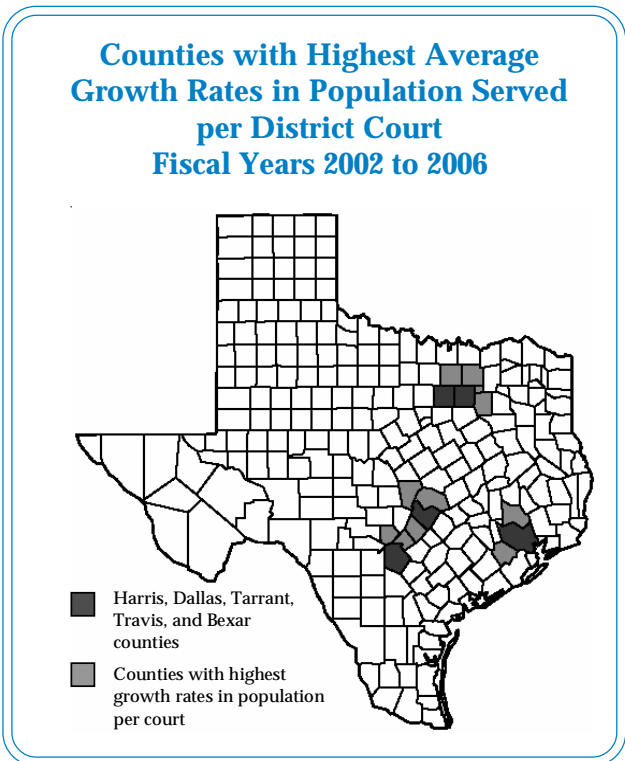 Counties with Highest Average
Growth Rates in Population Served
per District Court
Fiscal Years 2002 to 2006
Harris, Dallas, Tarrant,
Travis, and Bexar
counties
Counties with highest
growth rates in population
per court